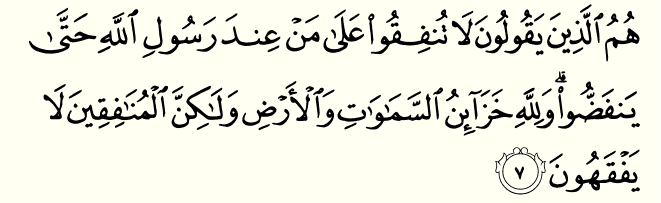 هُمُ ٱلَّذِينَ يَقُولُونَ لَا تُنفِقُوا۟ عَلَىٰ مَنْ عِندَ رَسُولِ ٱللَّهِ حَتَّىٰ
يَنفَضُّوا۟ ۗ وَلِلَّهِ خَزَآئِنُ ٱلسَّمَـٰوَٰتِ وَٱلْأَرْضِ وَلَـٰكِنَّ ٱلْمُنَـٰفِقِينَ لَا
يَفْقَهُونَ ٧